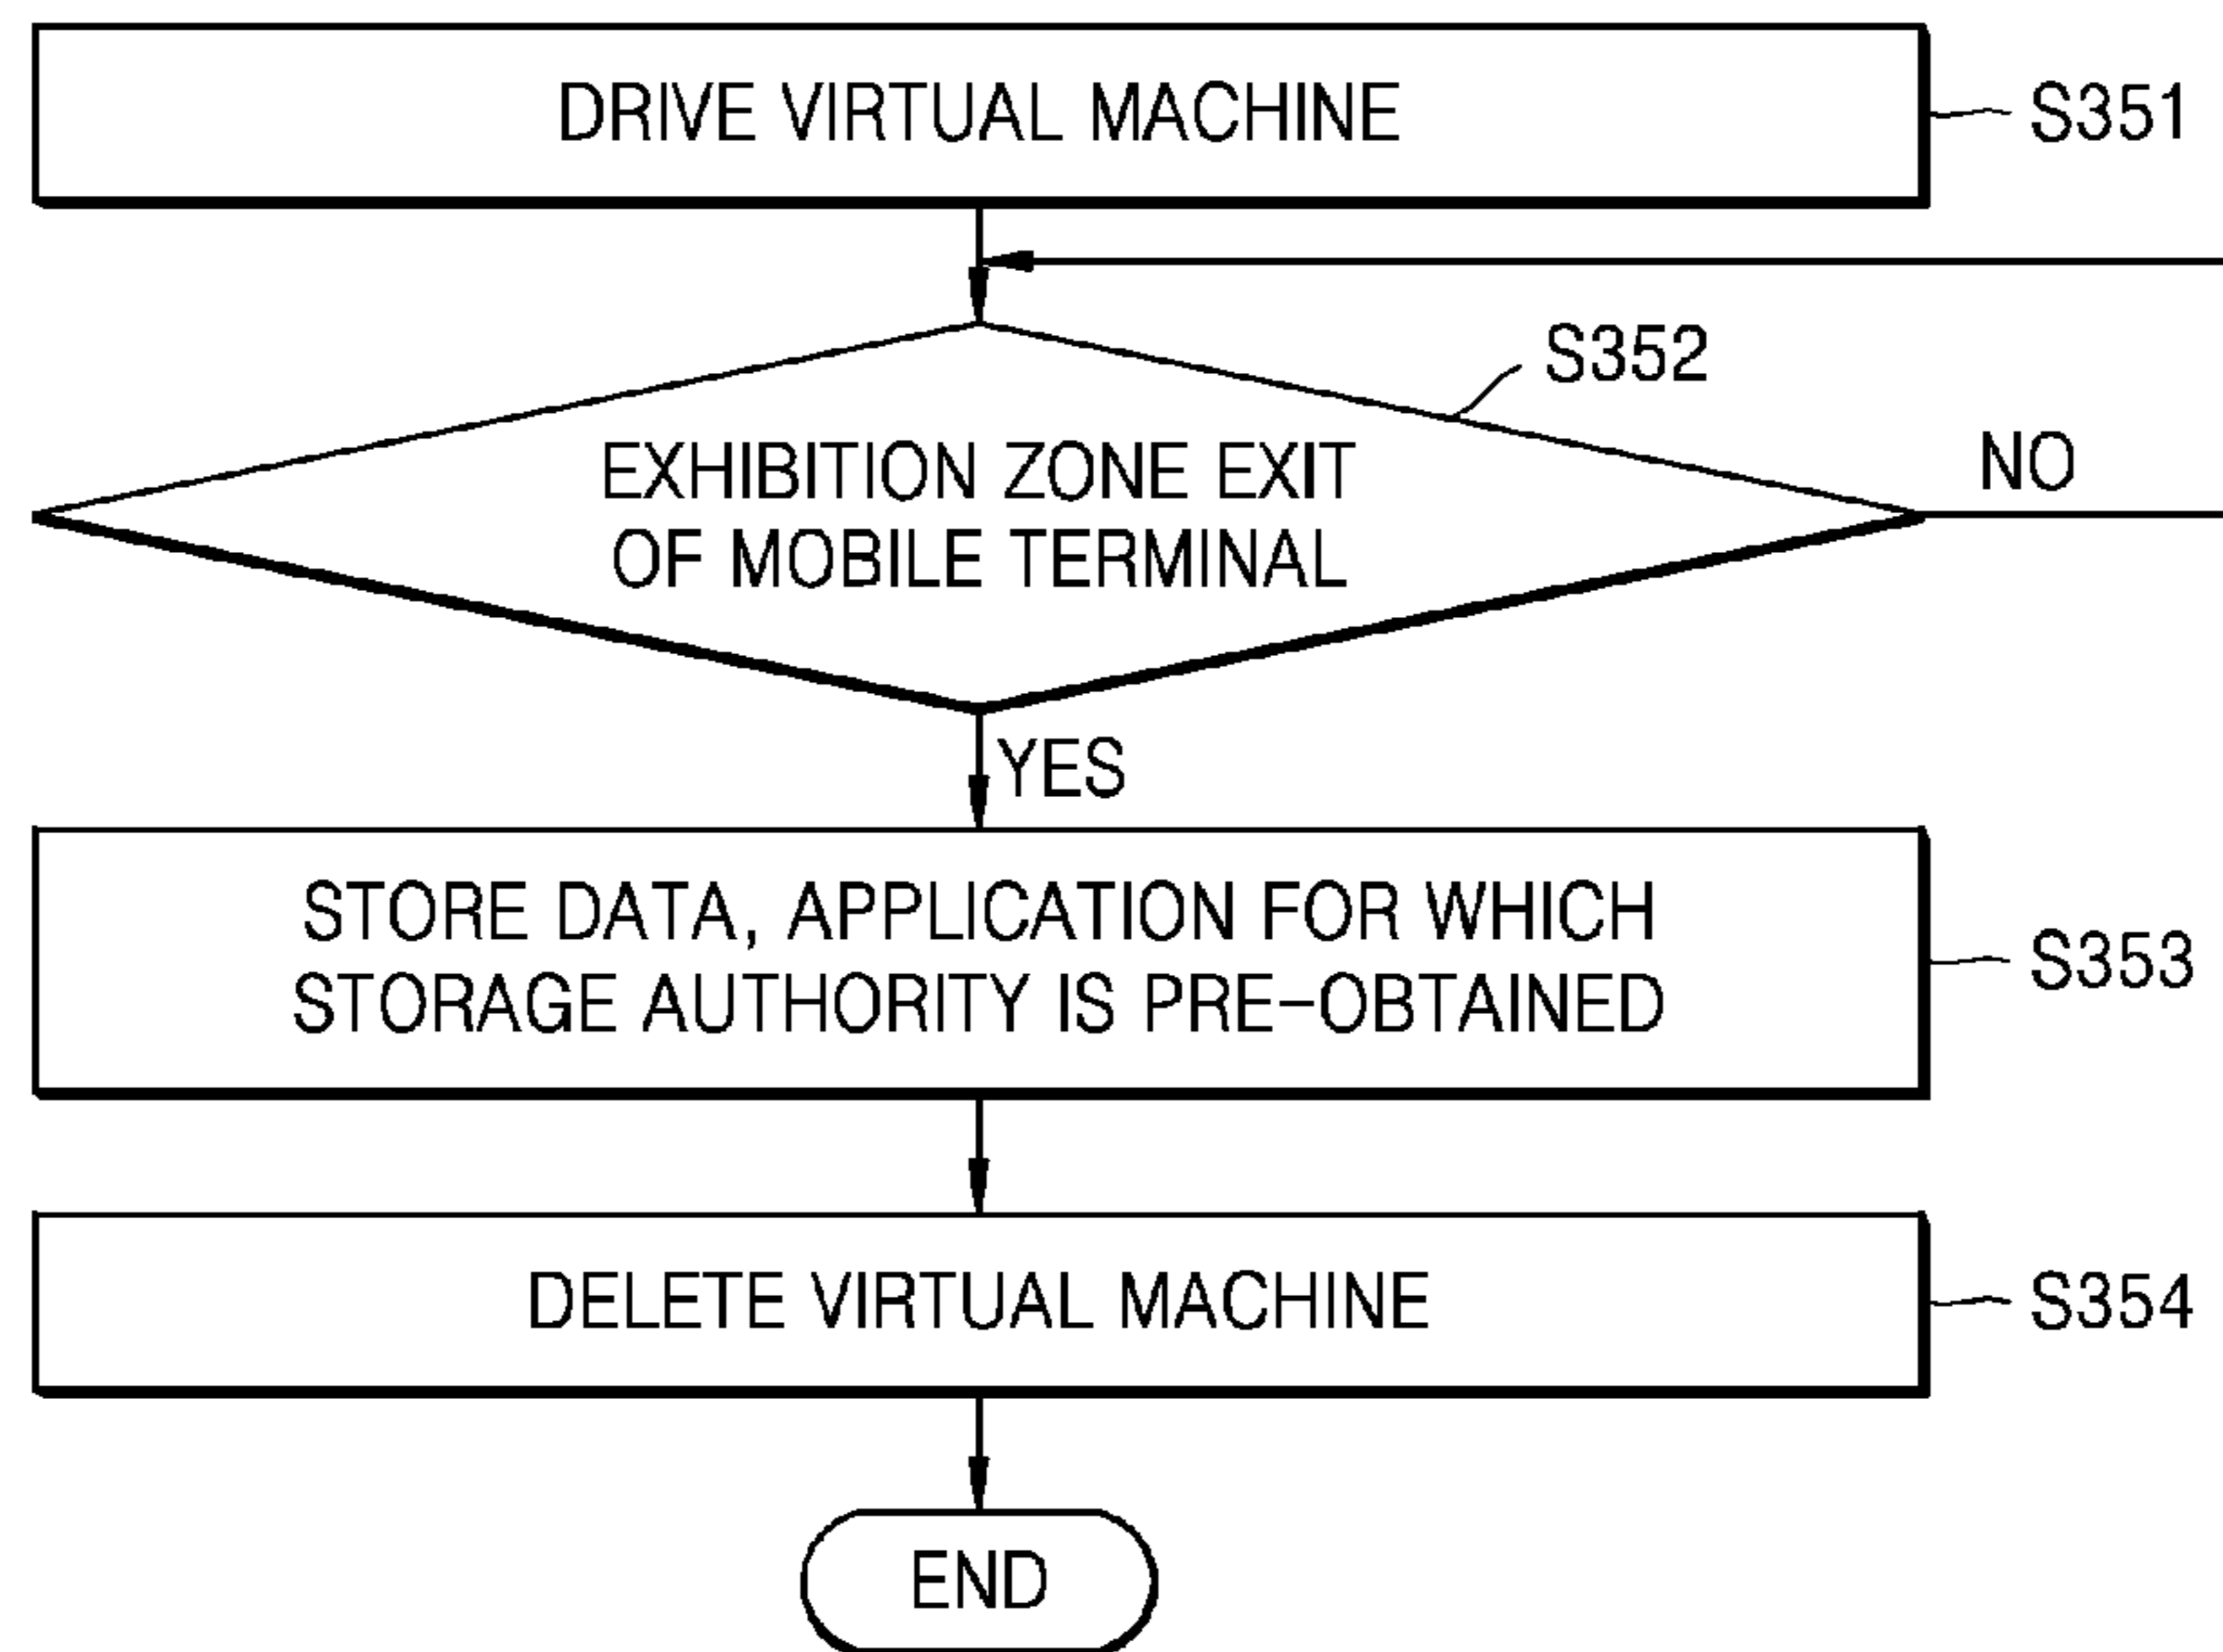 DRIVE VIRTUAL MACHINE
S351
S352
EXHIBITION ZONE EXIT
OF MOBILE TERMINAL
NO
YES
STORE DATA, APPLICATION FOR WHICH
STORAGE AUTHORITY IS PRE-OBTAINED
S353
DELETE VIRTUAL MACHINE
S354
END